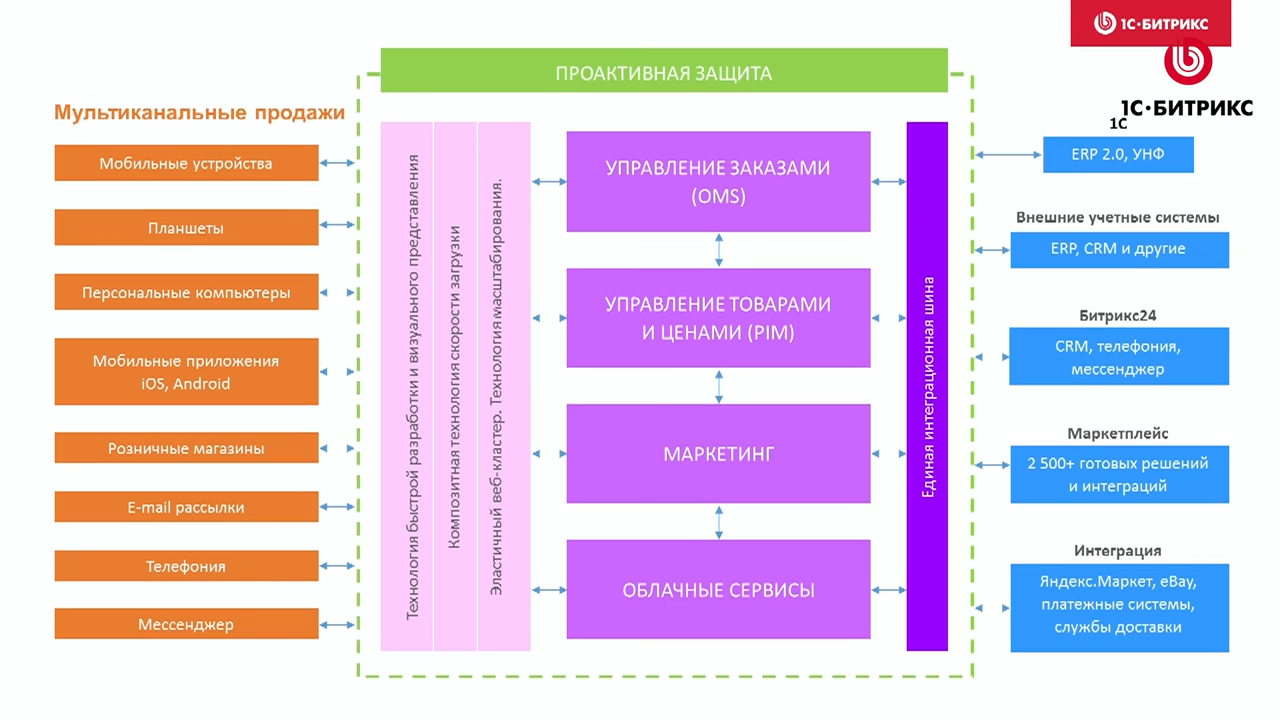 1С-БИТРИКС
1С·БИТРИКС
ПРОАКТИВНАЯ ЗАЩИТА
Мультиканальные продажи
Мобильные устройства
Планшеты
Персональные компьютеры
Мобильные приложения
iOS, Android
Розничные магазины
E-mail рассылки
Телефония
Мессенджер
Технология быстрой разработки и визуального представления
Композитная технология скорости загрузки
Эластичный веб-кластер. Технология масштабирования.
УПРАВЛЕНИЕ ЗАКАЗАМИ
(OMS)
УПРАВЛЕНИЕ ТОВАРАМИ
И ЦЕНАМИ (PIM)
МАРКЕТИНГ
ОБЛАЧНЫЕ СЕРВИСЫ
Единая интеграционная шина
1С
ERP 2.0, УНФ
Внешние учетные системы
ERP, CRM и другие
Битрикс24
CRM, телефония,
мессенджер
Маркетплейс
2 500+ готовых решений
и интеграций
Интеграция
Яндекс.Маркет, eBay,
платежные системы,
службы доставки